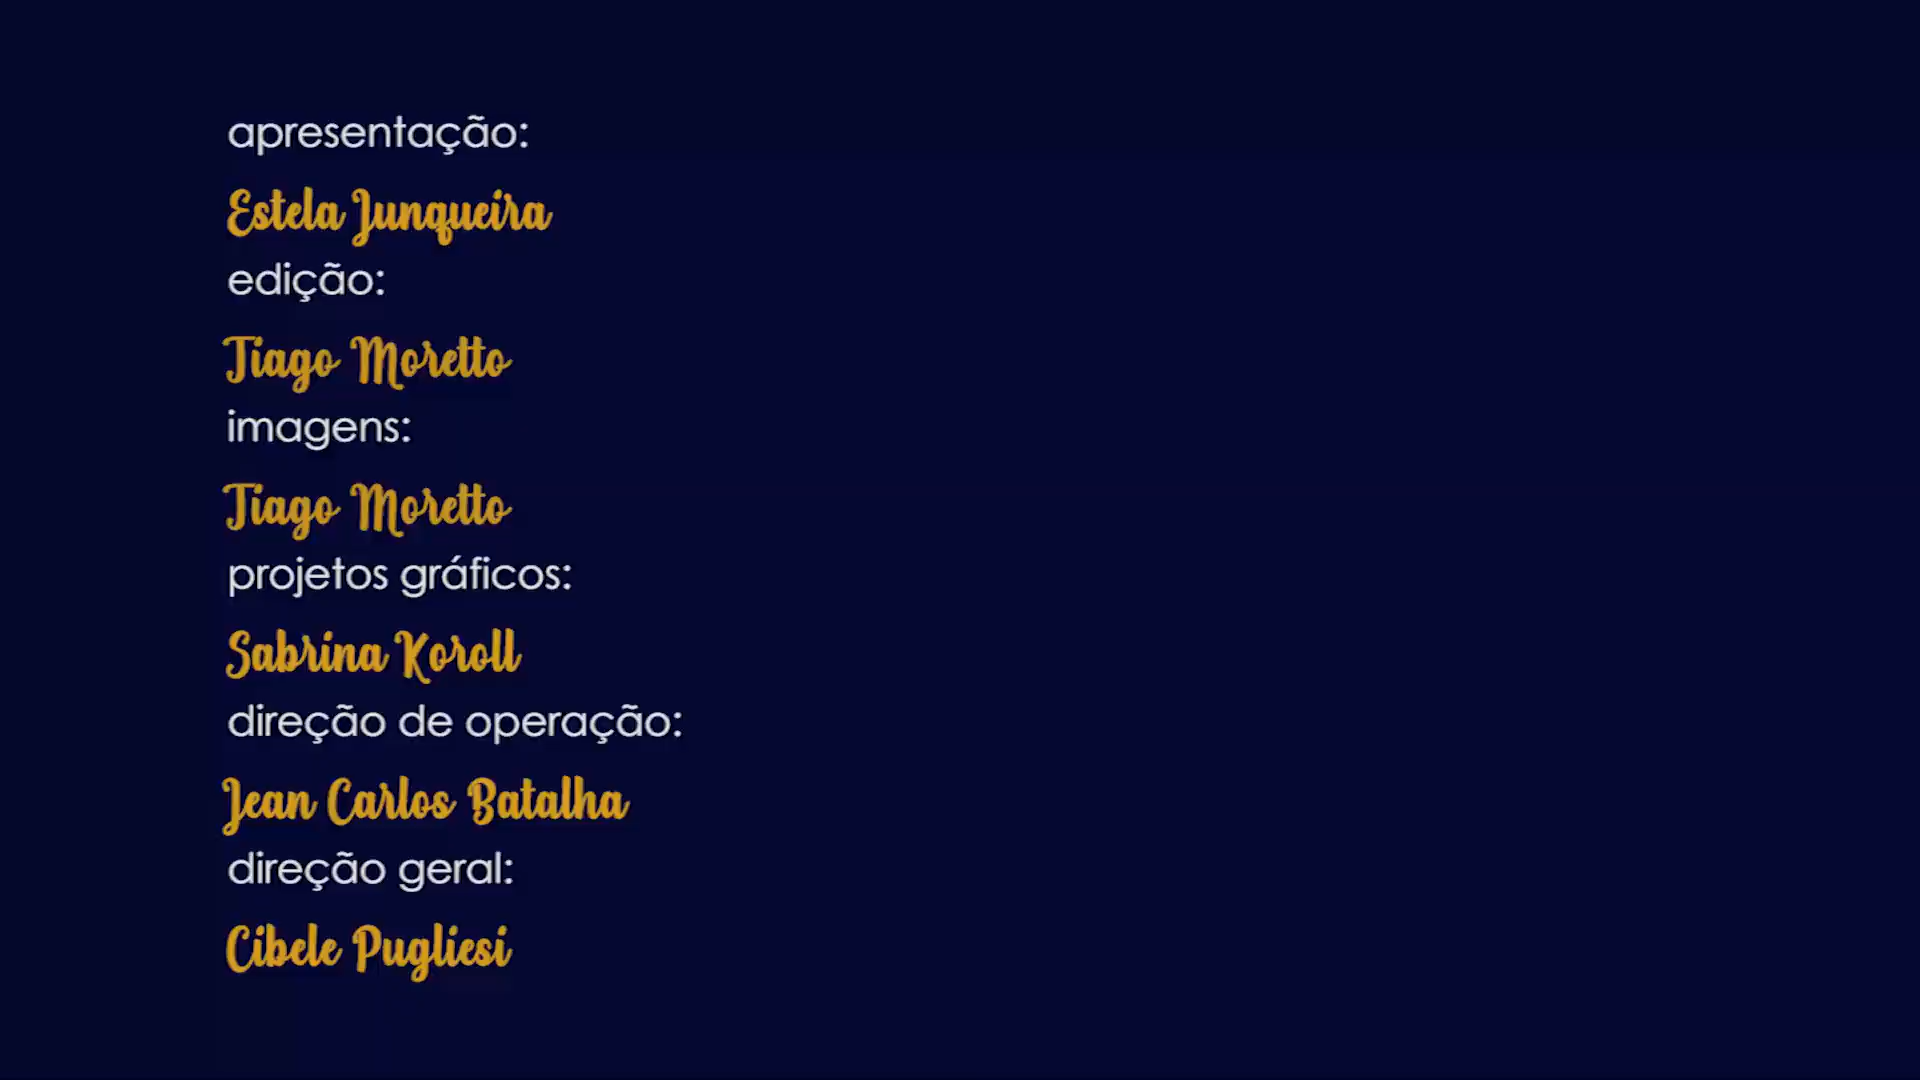 apresentação:
Estela Junqueira
edição:
Tiago Moretto
imagens:
Tiago Moretto
projetos gráficos:
Sabrina Koroll
direção de operação:
Jean Carlos Batalha
direção geral:
Cibele Pugliesi